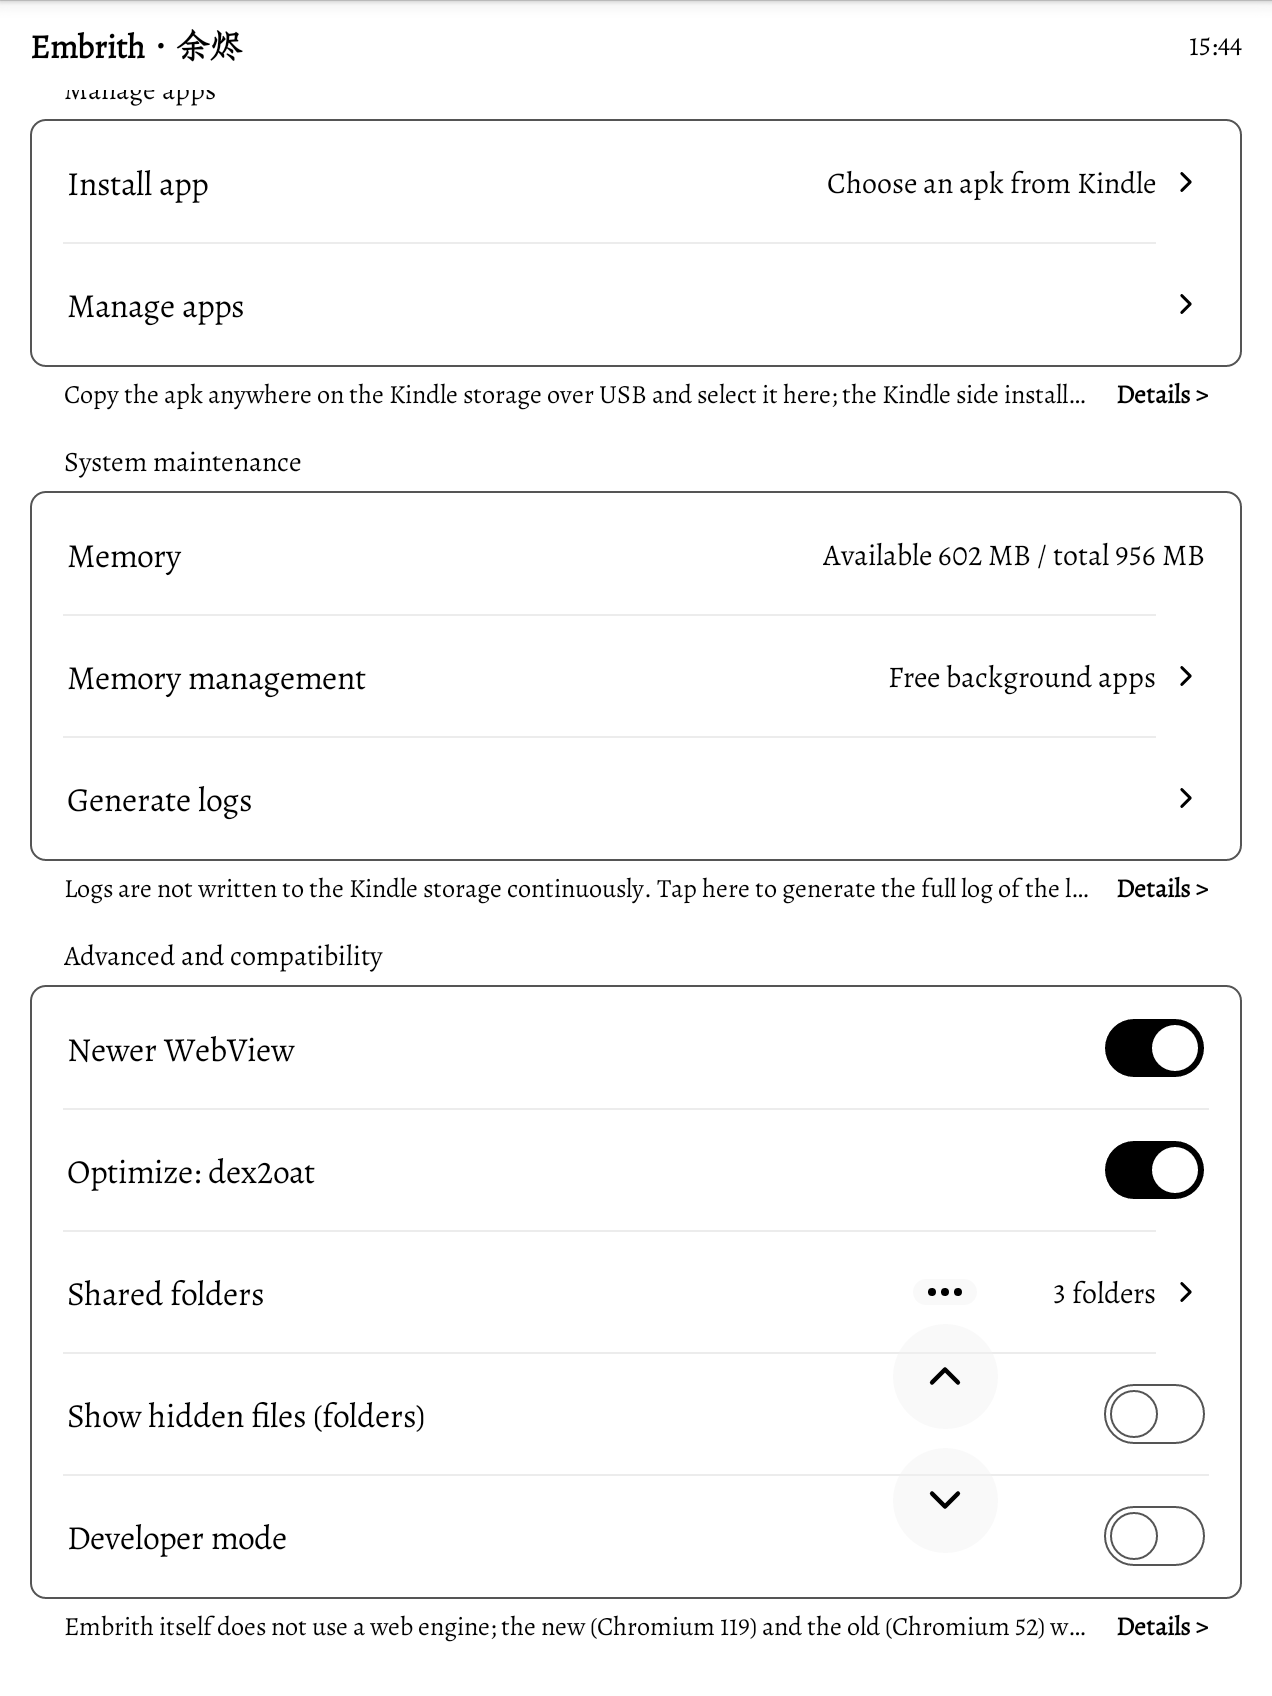 Embrith · 余烬
15:44
Manage apps
Install app
Choose an apk from Kindle
Manage apps
Copy the apk anywhere on the Kindle storage over USB and select it here; the Kindle side install...
Details >
System maintenance
Memory
Available 602 MB / total 956 MB
Memory management
Free background apps
Generate logs
Logs are not written to the Kindle storage continuously. Tap here to generate the full log of the l...
Details >
Advanced and compatibility
Newer WebView
Optimize: dex2oat
Shared folders
3 folders
Show hidden files (folders)
Developer mode
Embrith itself does not use a web engine; the new (Chromium 119) and the old (Chromium 52) w...
Details >